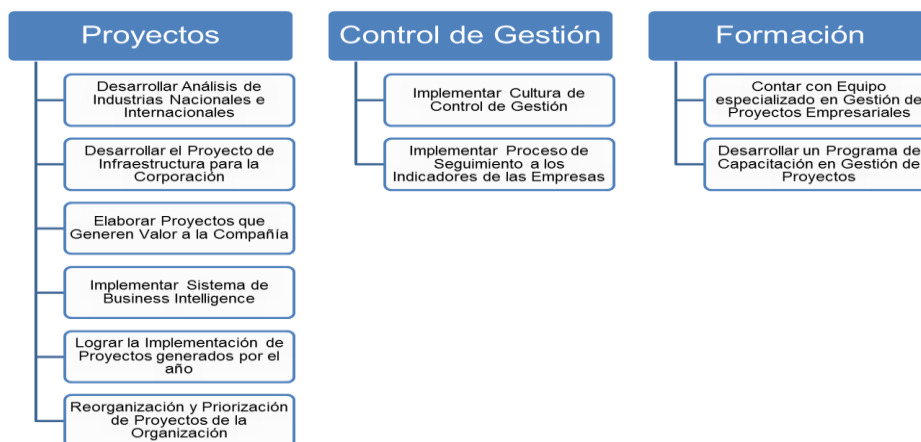 Proyectos
Desarrollar Análisis de
Industrias Nacionales e
Internacionales
Desarrollar el Proyecto de
Infraestructura para la
Corporación
Elaborar Proyectos que
Generen Valor a la Compañía
Implementar Sistema de
Business Intelligence
Lograr la Implementación de
Proyectos generados por el
año
Reorganización y Priorización
de Proyectos de la
Organización
Control de Gestión
Implementar Cultura de
Control de Gestión
Implementar Proceso de
Seguimiento a los
Indicadores de las Empresas
Formación
Contar con Equipo
especializado en Gestión de
Proyectos Empresariales
Desarrollar un Programa de
Capacitación en Gestión de
Proyectos